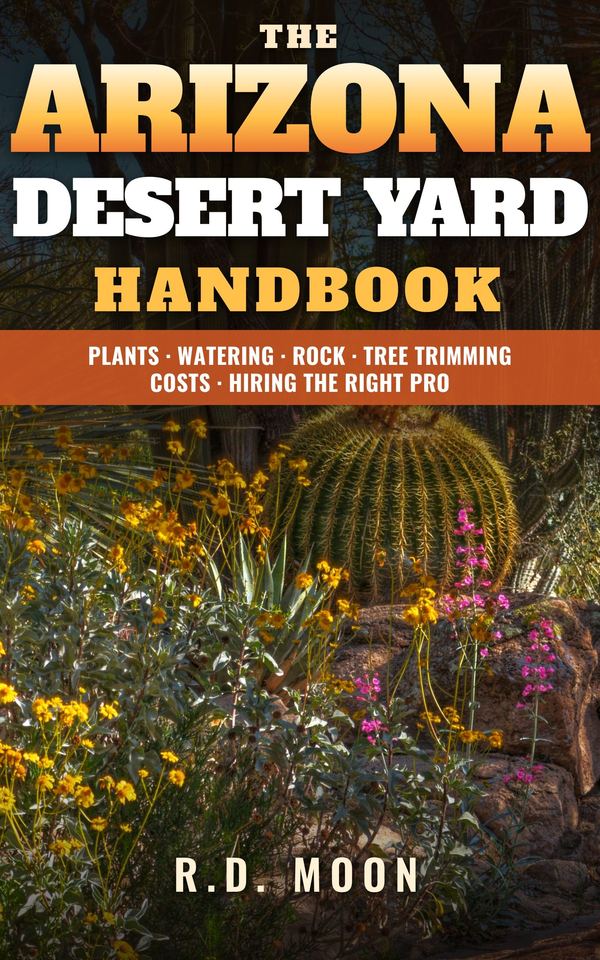 THE
ARIZONA
DESERT YARD
HANDBOOK
PLANTS · WATERING · ROCK · TREE TRIMMING
COSTS · HIRING THE RIGHT PRO
R.D. MOON